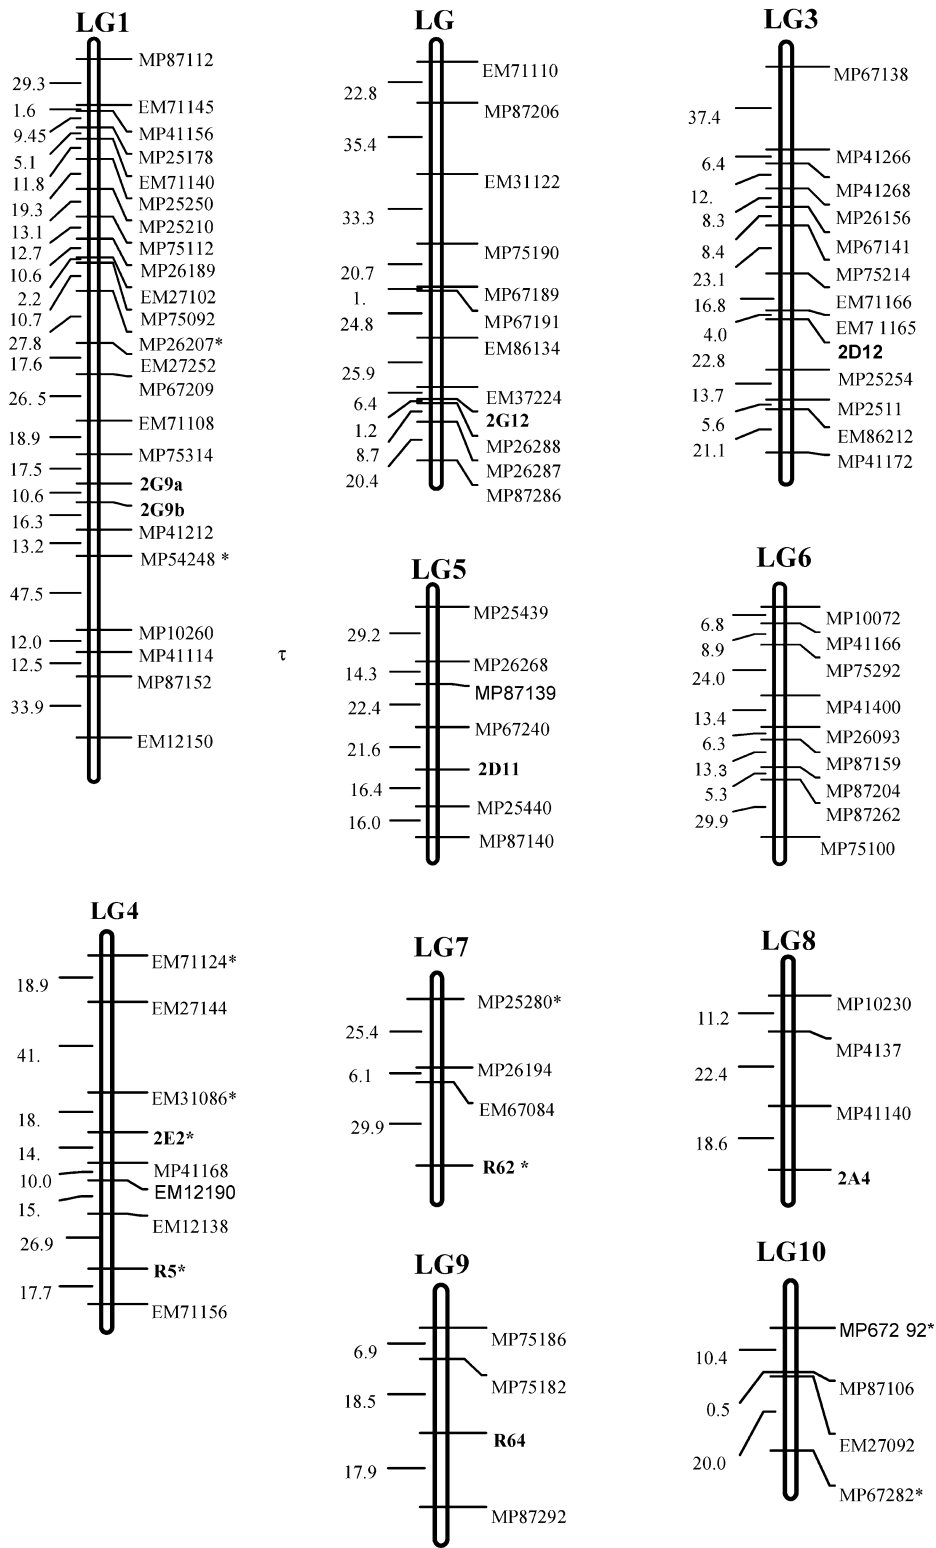 LG1
MP87112
29.3
EM71145
1.6
MP41156
9.45
MP25178
5.1
EM71140
11.8
MP25250
19.3
MP25210
13.1
MP75112
12.7
MP26189
10.6
EM27102
2.2
MP75092
10.7
MP26207*
27.8
EM27252
17.6
MP67209
26.5
EM71108
18.9
MP75314
17.5
2G9a
10.6
2G9b
16.3
MP41212
13.2
MP54248 *
47.5
MP10260
12.0
MP41114
12.5
MP87152
33.9
EM12150
LG
EM71110
22.8
MP87206
35.4
EM31122
33.3
MP75190
20.7
MP67189
1.
MP67191
24.8
EM86134
25.9
EM37224
6.4
2G12
1.2
MP26288
8.7
MP26287
20.4
MP87286
LG3
MP67138
37.4
MP41266
6.4
MP41268
12.
MP26156
8.3
MP67141
8.4
MP75214
23.1
EM71166
16.8
EM7 1165
4.0
2D12
22.8
MP25254
13.7
MP2511
5.6
EM86212
21.1
MP41172
τ
LG5
MP25439
29.2
MP26268
14.3
MP87139
22.4
MP67240
21.6
2D11
16.4
MP25440
16.0
MP87140
LG6
MP10072
6.8
MP41166
8.9
MP75292
24.0
MP41400
13.4
MP26093
6.3
MP87159
13.3
MP87204
5.3
MP87262
29.9
MP75100
LG4
EM71124*
18.9
EM27144
41.
EM31086*
18.
2E2*
14.
MP41168
10.0
EM12190
15.
EM12138
26.9
R5*
17.7
EM71156
LG7
MP25280*
25.4
MP26194
6.1
EM67084
29.9
R62 *
LG8
MP10230
11.2
MP4137
22.4
MP41140
18.6
2A4
LG9
MP75186
6.9
MP75182
18.5
R64
17.9
MP87292
LG10
MP672 92*
10.4
MP87106
0.5
EM27092
20.0
MP67282*